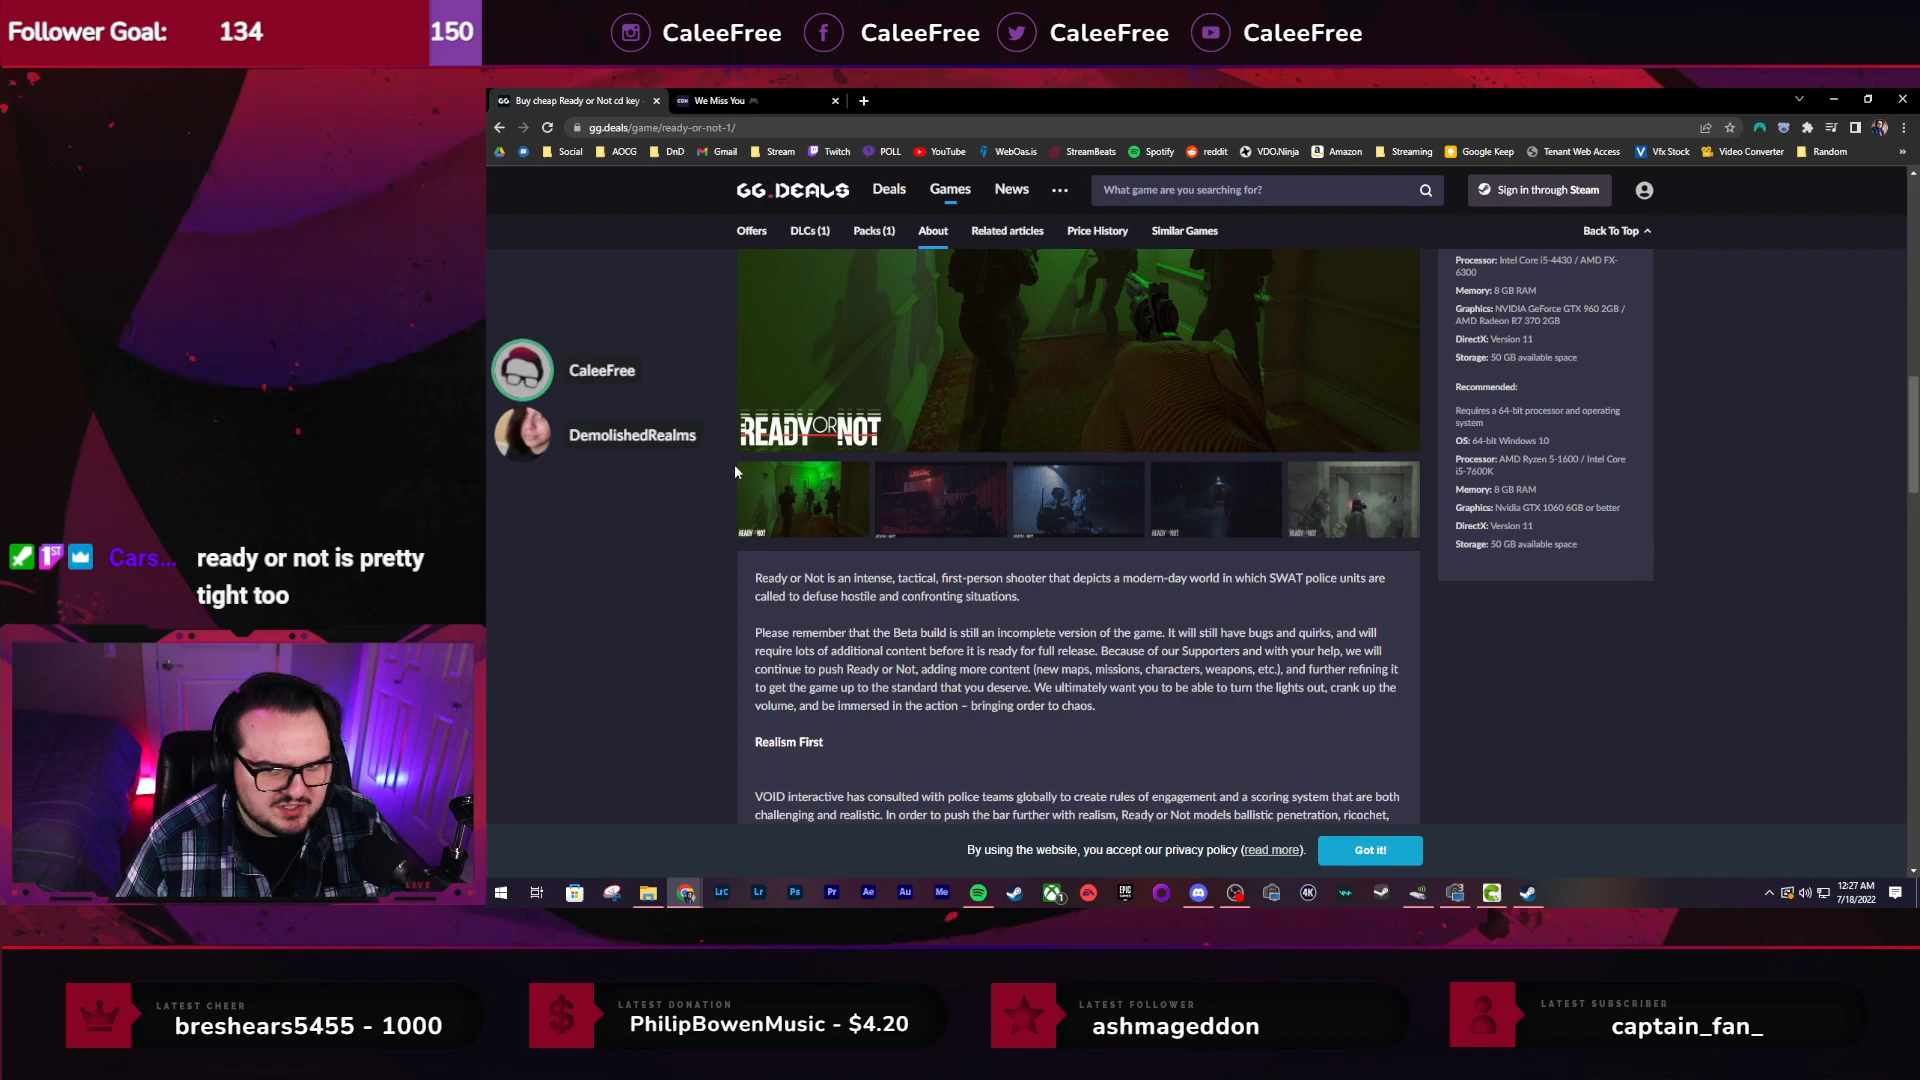 Follower Goal: 134 150
CaleeFree CaleeFree CaleeFree CaleeFree
GG Buy cheap Ready or Not cd key We Miss You
gg.deals/game/ready-or-not-1/
Social AOCG DnD Gmail Stream Twitch POLL YouTube WebOas.is StreamBeats Spotify reddit VDO.Ninja Amazon Streaming Google Keep Tenant Web Access Vfx Stock Video Converter Random
GG.DEALS Deals Games News What game are you searching for? Sign in through Steam
Offers DLCs (1) Packs (1) About Related articles Price History Similar Games Back To Top
Processor: Intel Core i5-4430 / AMD FX-
6300
Memory: 8 GB RAM
Graphics: NVIDIA GeForce GTX 960 2GB /
AMD Radeon R7 370 2GB
DirectX: Version 11
Storage: 50 GB available space
Recommended:
Requires a 64-bit processor and operating
system
OS: 64-bit Windows 10
Processor: AMD Ryzen 5-1600 / Intel Core
i5-7600K
Memory: 8 GB RAM
Graphics: Nvidia GTX 1060 6GB or better
DirectX: Version 11
Storage: 50 GB available space
CaleeFree
DemolishedRealms
READY OR NOT
Cars... ready or not is pretty
tight too
Ready or Not is an intense, tactical, first-person shooter that depicts a modern-day world in which SWAT police units are
called to defuse hostile and confronting situations.
Please remember that the Beta build is still an incomplete version of the game. It will still have bugs and quirks, and will
require lots of additional content before it is ready for full release. Because of our Supporters and with your help, we will
continue to push Ready or Not, adding more content (new maps, missions, characters, weapons, etc.), and further refining it
to get the game up to the standard that you deserve. We ultimately want you to be able to turn the lights out, crank up the
volume, and be immersed in the action – bringing order to chaos.
Realism First
VOID interactive has consulted with police teams globally to create rules of engagement and a scoring system that are both
challenging and realistic. In order to push the bar further with realism, Ready or Not models ballistic penetration, ricochet,
By using the website, you accept our privacy policy (read more). Got it!
LIVE
LrC Lr Ps Pr Ae Au Me EPIC GAMES 4K 12:27 AM
7/18/2022
LATEST CHEER
breshears5455 - 1000
LATEST DONATION
PhilipBowenMusic - $4.20
LATEST FOLLOWER
ashmageddon
LATEST SUBSCRIBER
captain_fan_